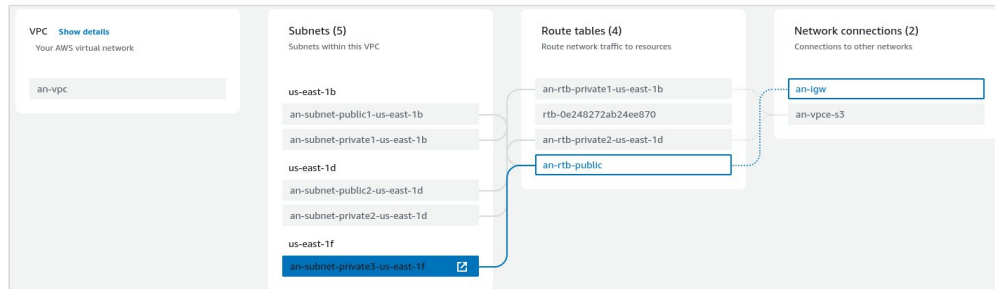 VPC Show details
Your AWS virtual network
an-vpc
Subnets (5)
Subnets within this VPC
us-east-1b
an-subnet-public1-us-east-1b
an-subnet-private1-us-east-1b
us-east-1d
an-subnet-public2-us-east-1d
an-subnet-private2-us-east-1d
us-east-1f
an-subnet-private3-us-east-1f
Route tables (4)
Route network traffic to resources
an-rtb-private1-us-east-1b
rtb-0e248272ab24ee870
an-rtb-private2-us-east-1d
an-rtb-public
Network connections (2)
Connections to other networks
an-igw
an-vpce-s3